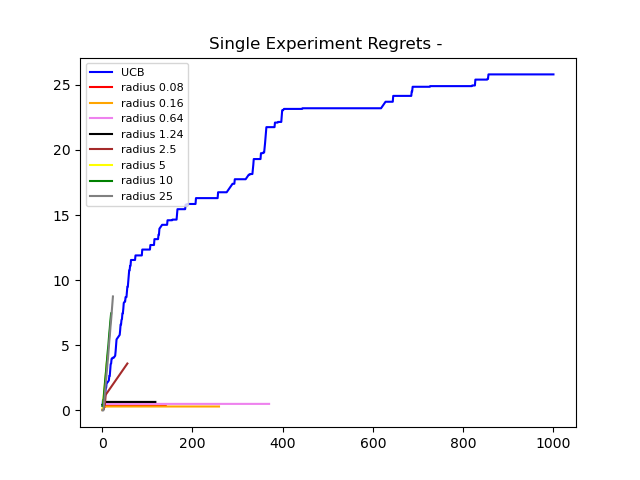 Single Experiment Regrets -
UCB
radius 0.08
radius 0.16
radius 0.64
radius 1.24
radius 2.5
radius 5
radius 10
radius 25
25
20
15
10
5
0
0 200 400 600 800 1000